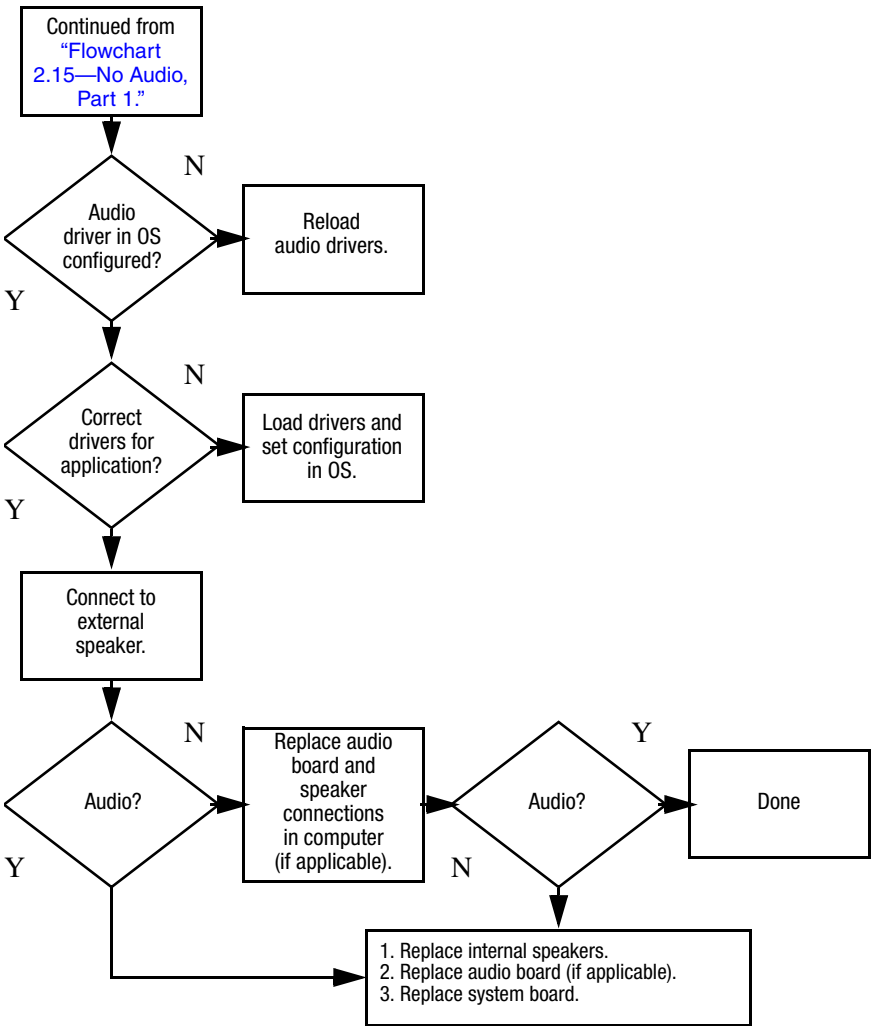 Continued from
“Flowchart
2.15—No Audio,
Part 1.”
N
Audio
driver in OS
configured?
Reload
audio drivers.
Y
N
Correct
drivers for
application?
Load drivers and
set configuration
in OS.
Y
Connect to
external
speaker.
N
Audio?
Y
Replace audio
board and
speaker
connections
in computer
(if applicable).
Y
Audio?
N
Done
1. Replace internal speakers.
2. Replace audio board (if applicable).
3. Replace system board.